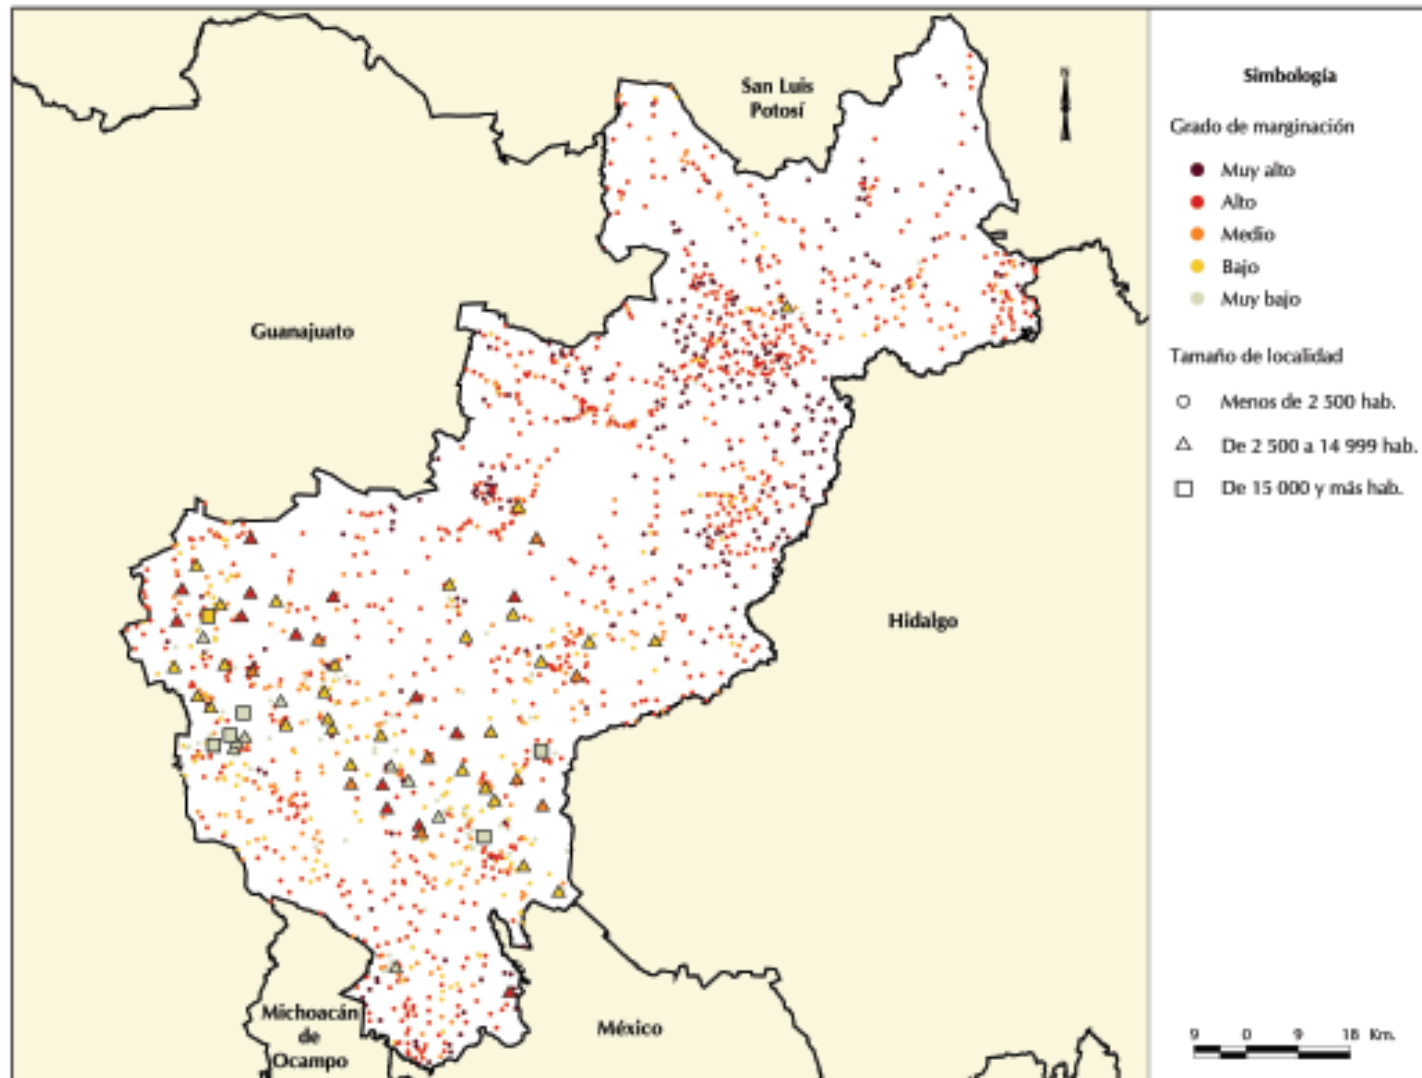 San Luis
Potosí
N
Guanajuato
Hidalgo
Michoacán
de
Ocampo
México
Simbología
Grado de marginación
Muy alto
Alto
Medio
Bajo
Muy bajo
Tamaño de localidad
Menos de 2 500 hab.
De 2 500 a 14 999 hab.
De 15 000 y más hab.
9 0 9 18 Km.